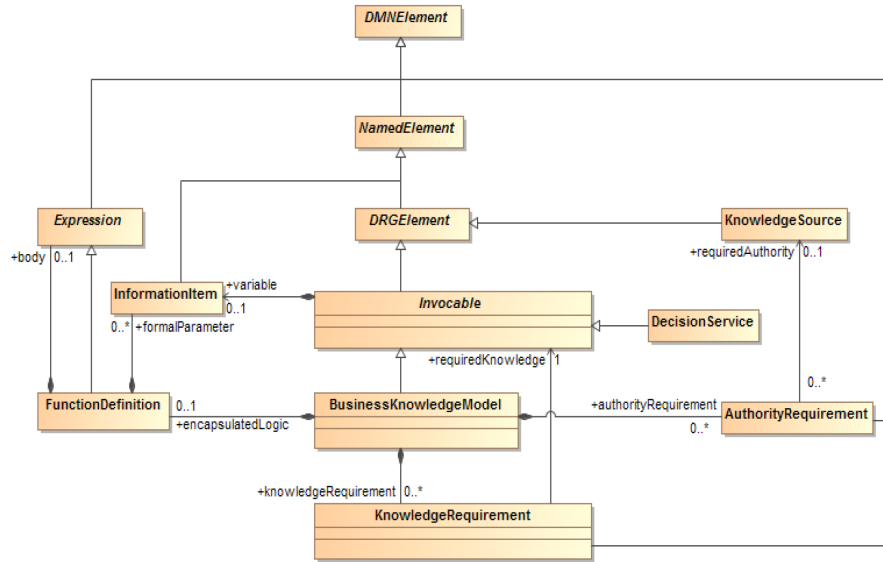 DMNElement
NamedElement
Expression
DRGElement
KnowledgeSource
+body 0..1
+requiredAuthority 0..1
InformationItem
+variable
0..1
Invocable
DecisionService
0..* +formalParameter
+requiredKnowledge 1
0..*
FunctionDefinition
0..1
+encapsulatedLogic
BusinessKnowledgeModel
+authorityRequirement
0..*
AuthorityRequirement
+knowledgeRequirement 0..*
KnowledgeRequirement